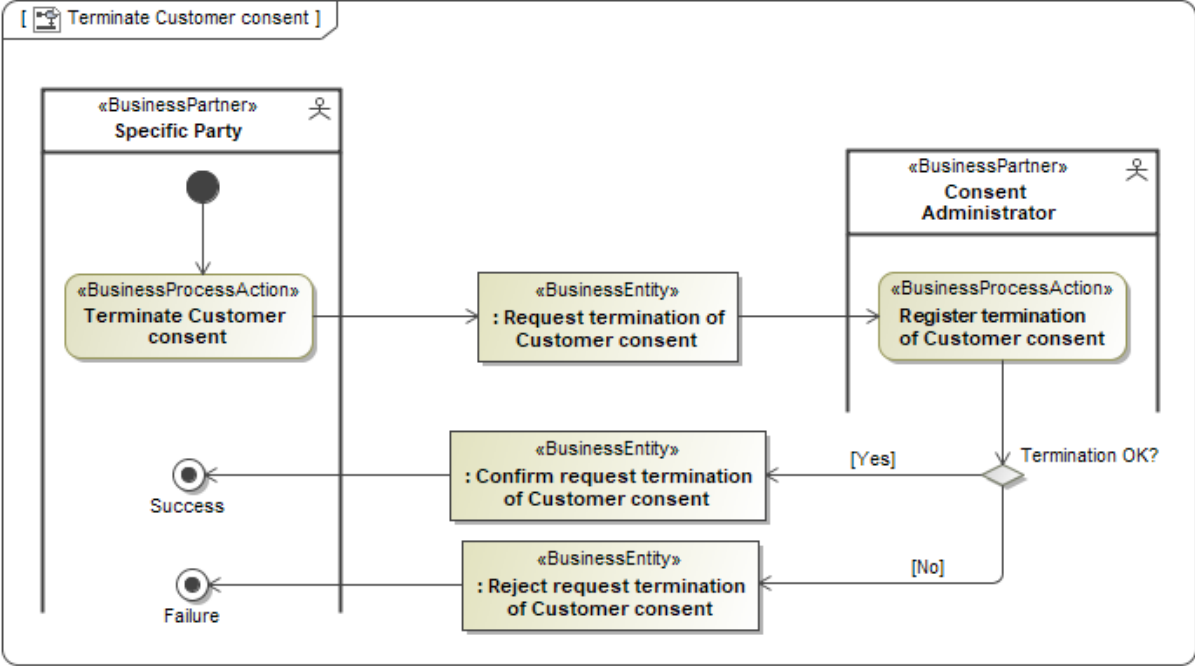 [ Terminate Customer consent ]
«BusinessPartner»
Specific Party
«BusinessPartner»
Consent
Administrator
«BusinessProcessAction»
Terminate Customer
consent
«BusinessEntity»
: Request termination of
Customer consent
«BusinessProcessAction»
Register termination
of Customer consent
Termination OK?
[Yes]
«BusinessEntity»
: Confirm request termination
of Customer consent
Success
[No]
«BusinessEntity»
: Reject request termination
of Customer consent
Failure